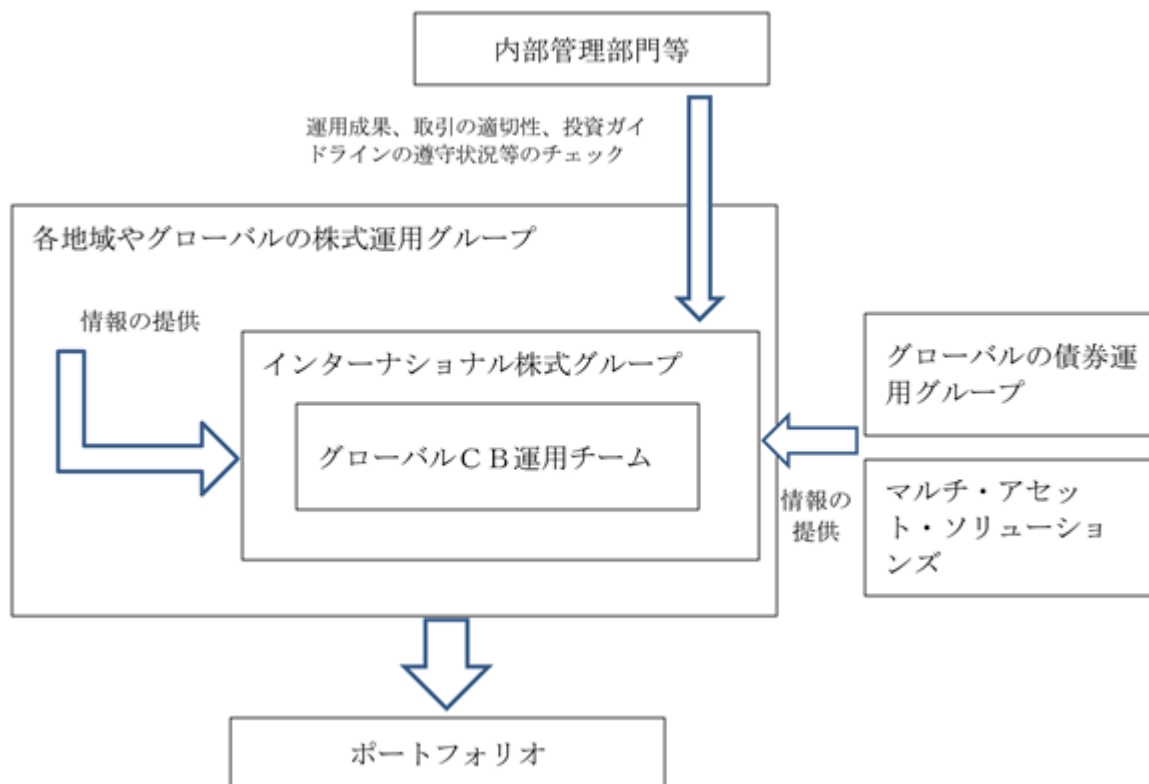 内部管理部門等
運用成果、取引の適切性、投資ガイ
ドラインの遵守状況等のチェック
各地域やグローバルの株式運用グループ
情報の提供
インターナショナル株式グループ
グローバルＣＢ運用チーム
グローバルの債券運
用グループ
マルチ・アセッ
ト・ソリューショ
ンズ
情報の
提供
ポートフォリオ